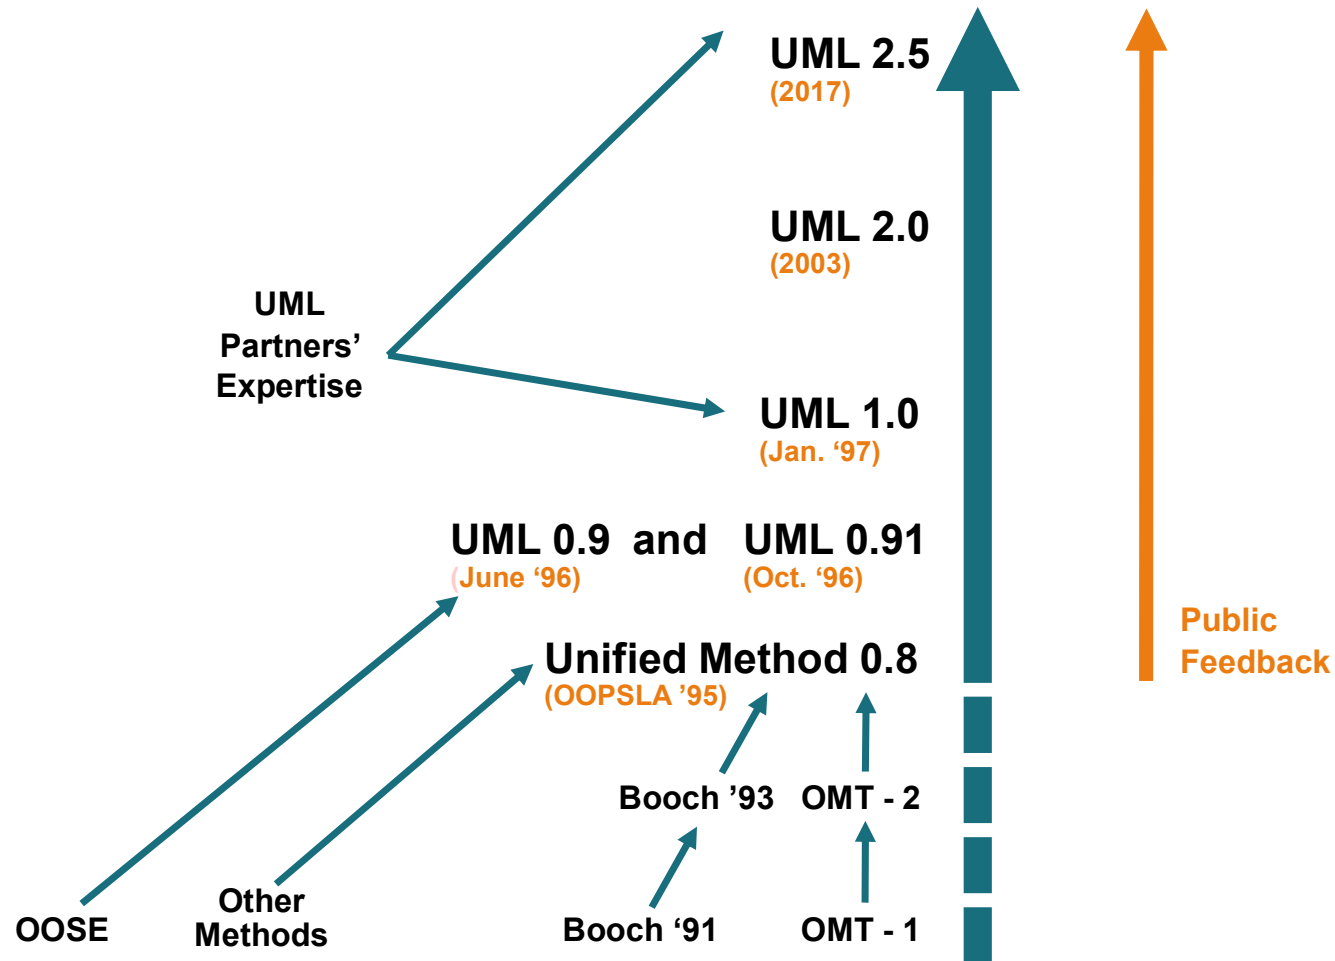 UML 2.5
(2017)
UML 2.0
(2003)
UML
Partners’
Expertise
UML 1.0
(Jan. ‘97)
UML 0.9 and UML 0.91
(June ‘96) (Oct. ‘96)
Public
Feedback
Unified Method 0.8
(OOPSLA ’95)
Booch ’93 OMT - 2
Other
Methods
OOSE
Booch ‘91 OMT - 1